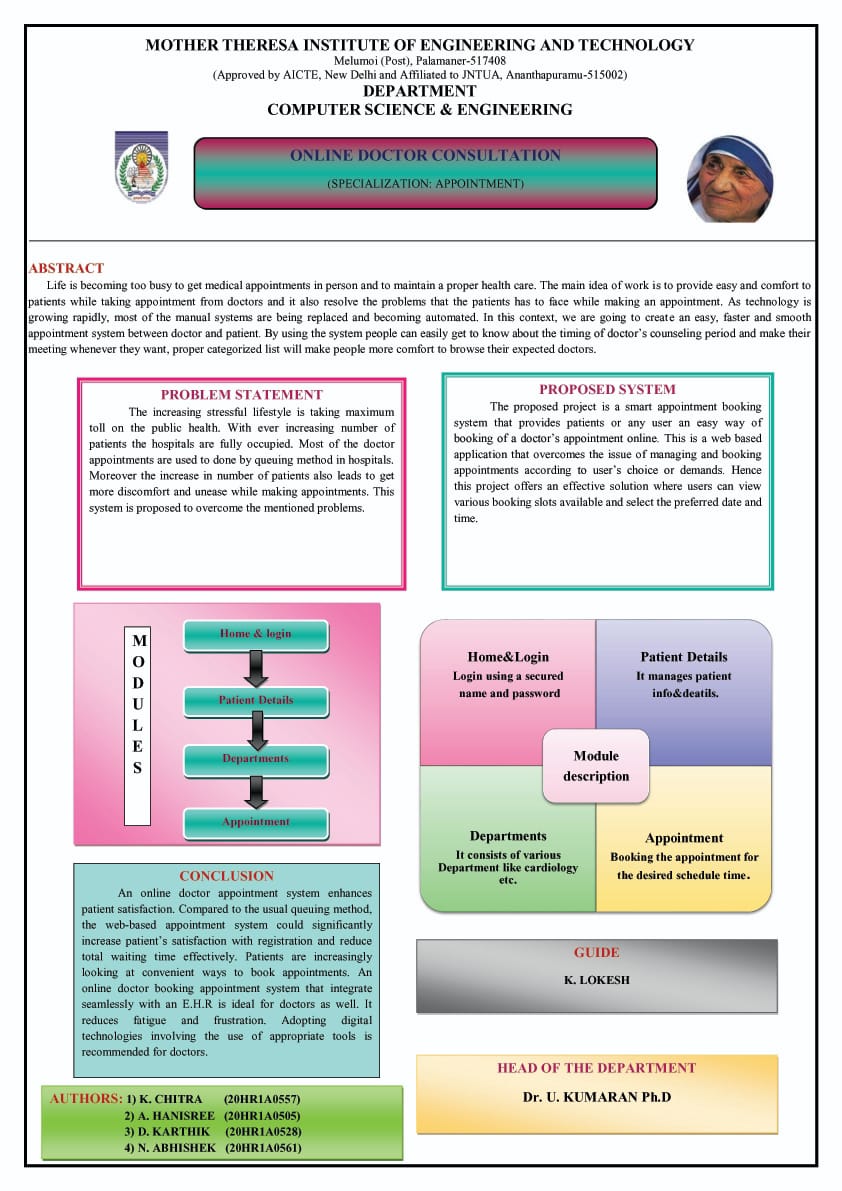 MOTHER THERESA INSTITUTE OF ENGINEERING AND TECHNOLOGY
Melumoi (Post), Palamaner-517408
(Approved by AICTE, New Delhi and Affiliated to JNTUA, Ananthapuramu-515002)
DEPARTMENT
COMPUTER SCIENCE & ENGINEERING
ONLINE DOCTOR CONSULTATION
(SPECIALIZATION: APPOINTMENT)
ABSTRACT
Life is becoming too busy to get medical appointments in person and to maintain a proper health care. The main idea of work is to provide easy and comfort to
patients while taking appointment from doctors and it also resolve the problems that the patients has to face while making an appointment. As technology is
growing rapidly, most of the manual systems are being replaced and becoming automated. In this context, we are going to create an easy, faster and smooth
appointment system between doctor and patient. By using the system people can easily get to know about the timing of doctor's counseling period and make their
meeting whenever they want, proper categorized list will make people more comfort to browse their expected doctors.
PROBLEM STATEMENT
The increasing stressful lifestyle is taking maximum
toll on the public health. With ever increasing number of
patients the hospitals are fully occupied. Most of the doctor
appointments are used to done by queuing method in hospitals.
Moreover the increase in number of patients also leads to get
more discomfort and unease while making appointments. This
system is proposed to overcome the mentioned problems.
PROPOSED SYSTEM
The proposed project is a smart appointment booking
system that provides patients or any user an easy way of
booking of a doctor's appointment online. This is a web based
application that overcomes the issue of managing and booking
appointments according to user's choice or demands. Hence
this project offers an effective solution where users can view
various booking slots available and select the preferred date and
time.
MODULES
Home & login
Patient Details
Departments
Appointment
Home&Login
Login using a secured
name and password
Patient Details
It manages patient
info&deatils.
Module
description
Departments
It consists of various
Department like cardiology
etc.
Appointment
Booking the appointment for
the desired schedule time.
CONCLUSION
An online doctor appointment system enhances
patient satisfaction. Compared to the usual queuing method,
the web-based appointment system could significantly
increase patient's satisfaction with registration and reduce
total waiting time effectively. Patients are increasingly
looking at convenient ways to book appointments. An
online doctor booking appointment system that integrate
seamlessly with an E.H.R is ideal for doctors as well. It
reduces fatigue and frustration. Adopting digital
technologies involving the use of appropriate tools is
recommended for doctors.
GUIDE
K. LOKESH
HEAD OF THE DEPARTMENT
Dr. U. KUMARAN Ph.D
AUTHORS: 1) K. CHITRA (20HR1A0557)
2) A. HANISREE (20HR1A0505)
3) D. KARTHIK (20HR1A0528)
4) N. ABHISHEK (20HR1A0561)